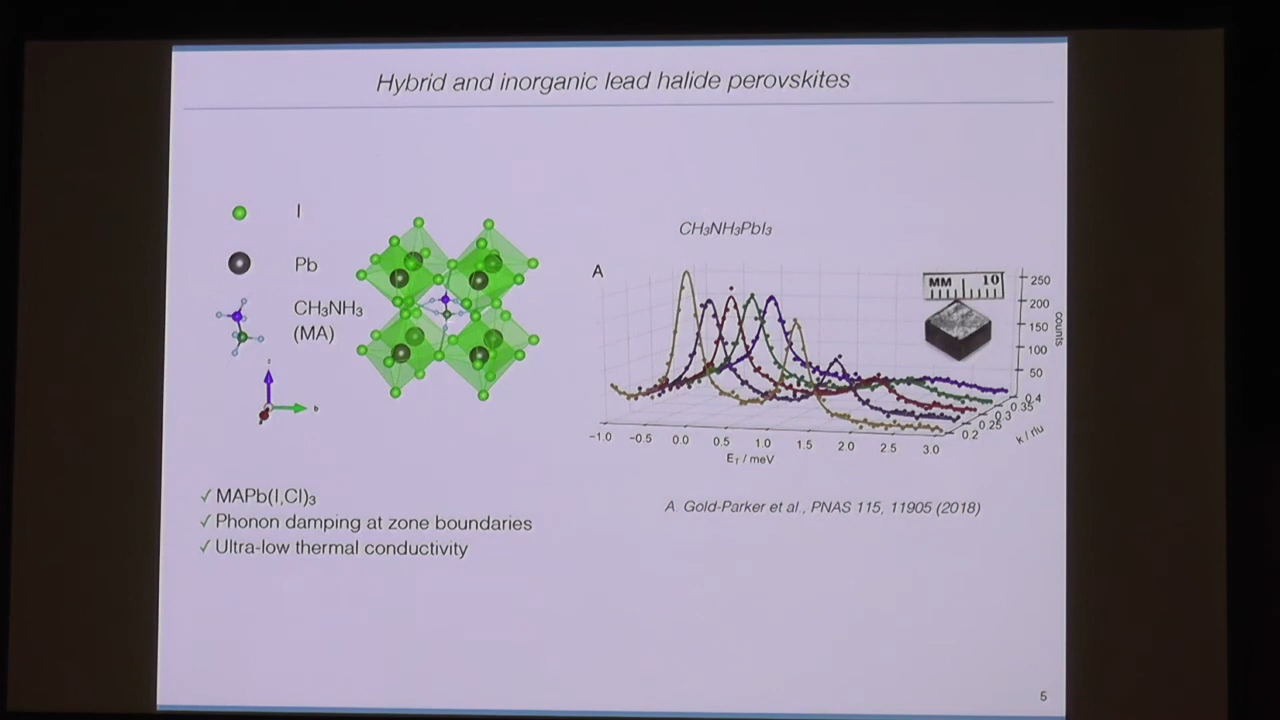 Hybrid and inorganic lead halide perovskites
I
Pb
CH₃NH₃
(MA)
b
✓ MAPb(I,Cl)₃
✓ Phonon damping at zone boundaries
✓ Ultra-low thermal conductivity
CH₃NH₃PbI₃
A
MM 10
250
200
150
100
50
counts
0.4
0.35
0.3
0.25
0.2
k / rlu
−1.0 −0.5 0.0 0.5 1.0 1.5 2.0 2.5 3.0
E_T / meV
A. Gold-Parker et al., PNAS 115, 11905 (2018)
5